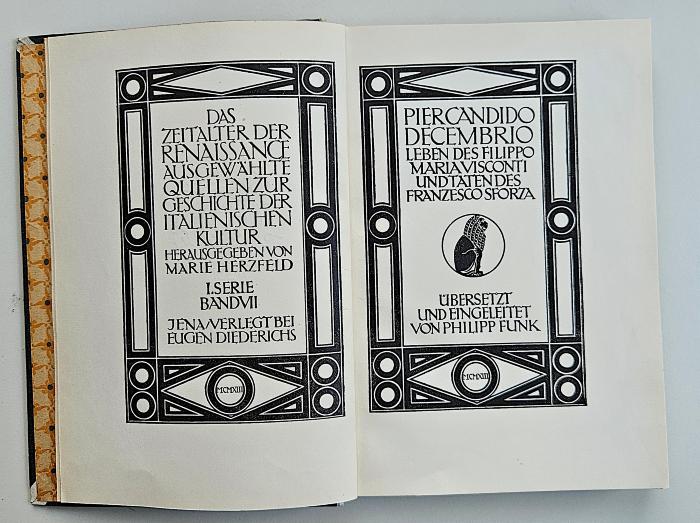 DAS
ZEITALTER DER
RENAISSANCE
AUSGEWÄHLTE
QUELLEN ZUR
GESCHICHTE DER
ITALIENISCHEN
KULTUR
HERAUSGEGEBEN VON
MARIE HERZFELD
I. SERIE
BAND VII
JENA/VERLEGT BEI
EUGEN DIEDERICHS
MCMXIII
PIER CANDIDO
DECEMBRIO
LEBEN DES FILIPPO
MARIA VISCONTI
UND TATEN DES
FRANZESCO SFORZA
ÜBERSETZT
UND EINGELEITET
VON PHILIPP FUNK
MCMXIII